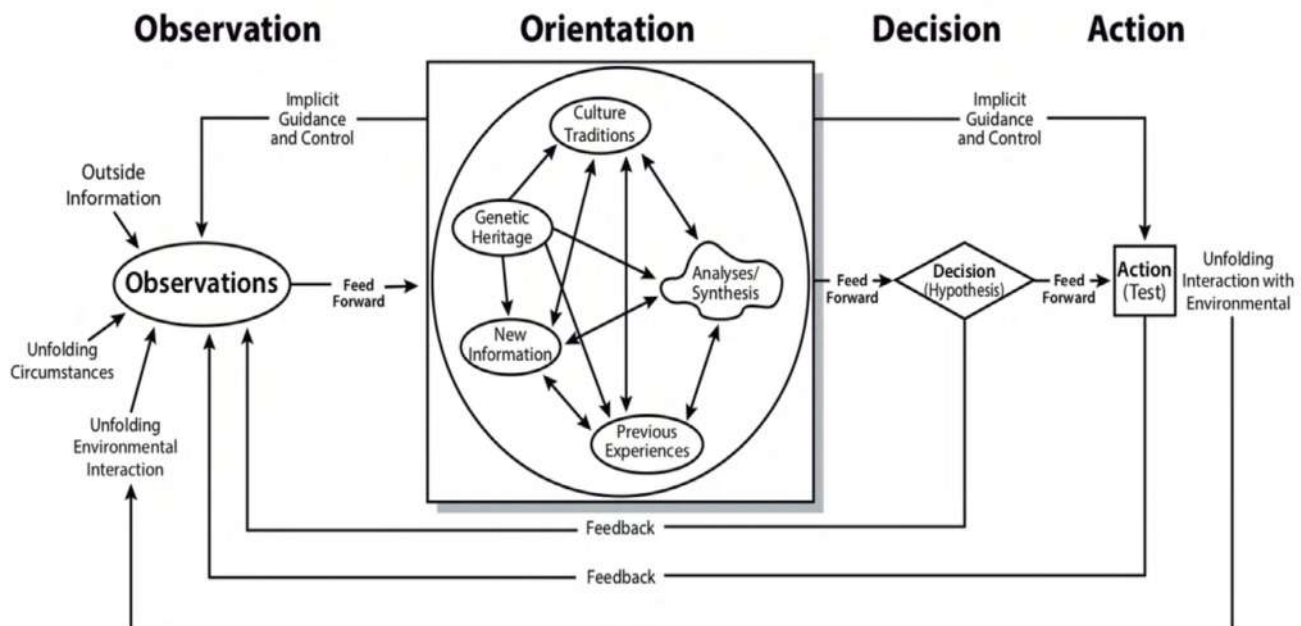 Observation
Orientation
Decision
Action
Implicit
Guidance
and Control
Outside
Information
Observations
Unfolding
Circumstances
Unfolding
Environmental
Interaction
Feed
Forward
Culture
Traditions
Genetic
Heritage
Analyses/
Synthesis
New
Information
Previous
Experiences
Implicit
Guidance
and Control
Feed
Forward
Decision
(Hypothesis)
Feed
Forward
Action
(Test)
Unfolding
Interaction with
Environmental
Feedback
Feedback